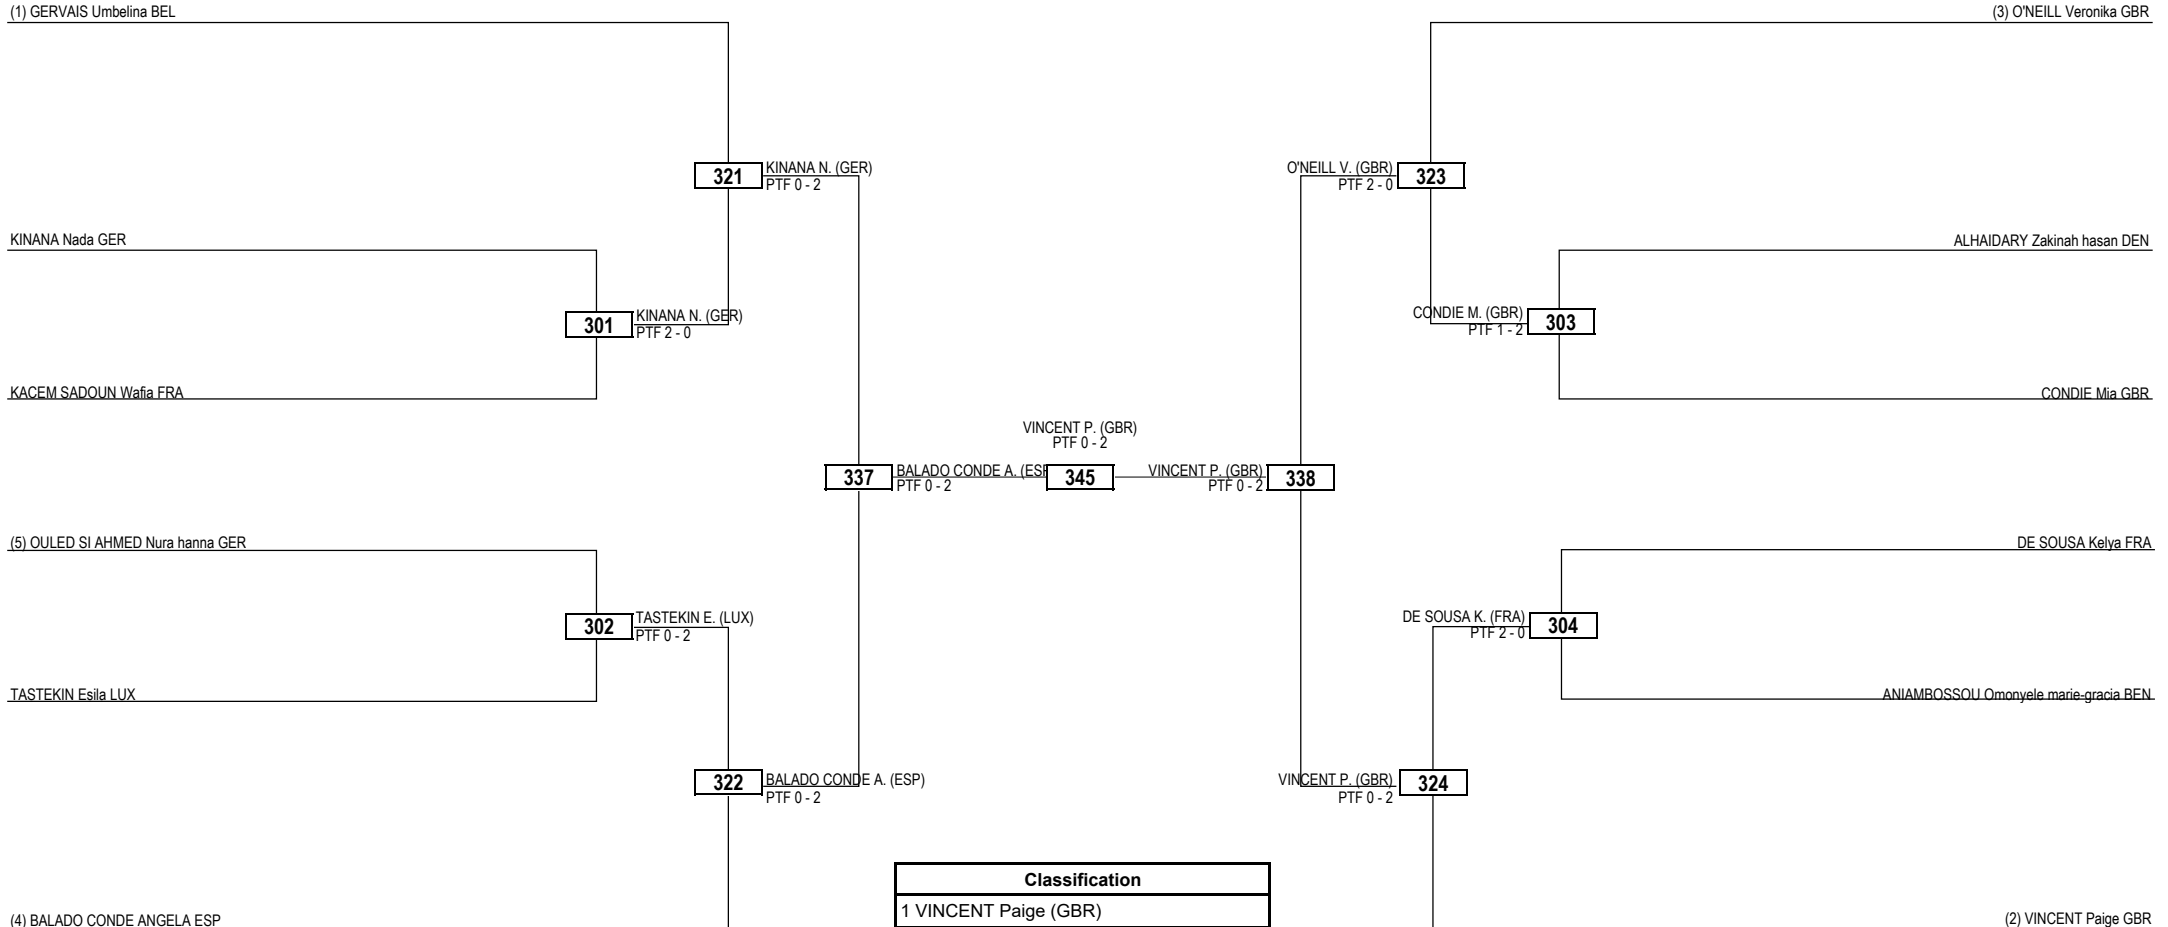 (1) GERVAIS Umbelina BEL
(3) O'NEILL Veronika GBR
321
KINANA N. (GER)
PTF 0 - 2
O'NEILL V. (GBR)
PTF 2 - 0
323
KINANA Nada GER
ALHAIDARY Zakinah hasan DEN
301
KINANA N. (GER)
PTF 2 - 0
CONDIE M. (GBR)
PTF 1 - 2
303
KACEM SADOUN Wafia FRA
CONDIE Mia GBR
VINCENT P. (GBR)
PTF 0 - 2
337
BALADO CONDE A. (ESP
PTF 0 - 2
345
VINCENT P. (GBR)
PTF 0 - 2
338
(5) OULED SI AHMED Nura hanna GER
DE SOUSA Kelya FRA
302
TASTEKIN E. (LUX)
PTF 0 - 2
DE SOUSA K. (FRA)
PTF 2 - 0
304
TASTEKIN Esila LUX
ANIAMBOSSOU Omonyele marie-gracia BEN
322
BALADO CONDE A. (ESP)
PTF 0 - 2
VINCENT P. (GBR)
PTF 0 - 2
324
Classification
1 VINCENT Paige (GBR)
(4) BALADO CONDE ANGELA ESP
(2) VINCENT Paige GBR